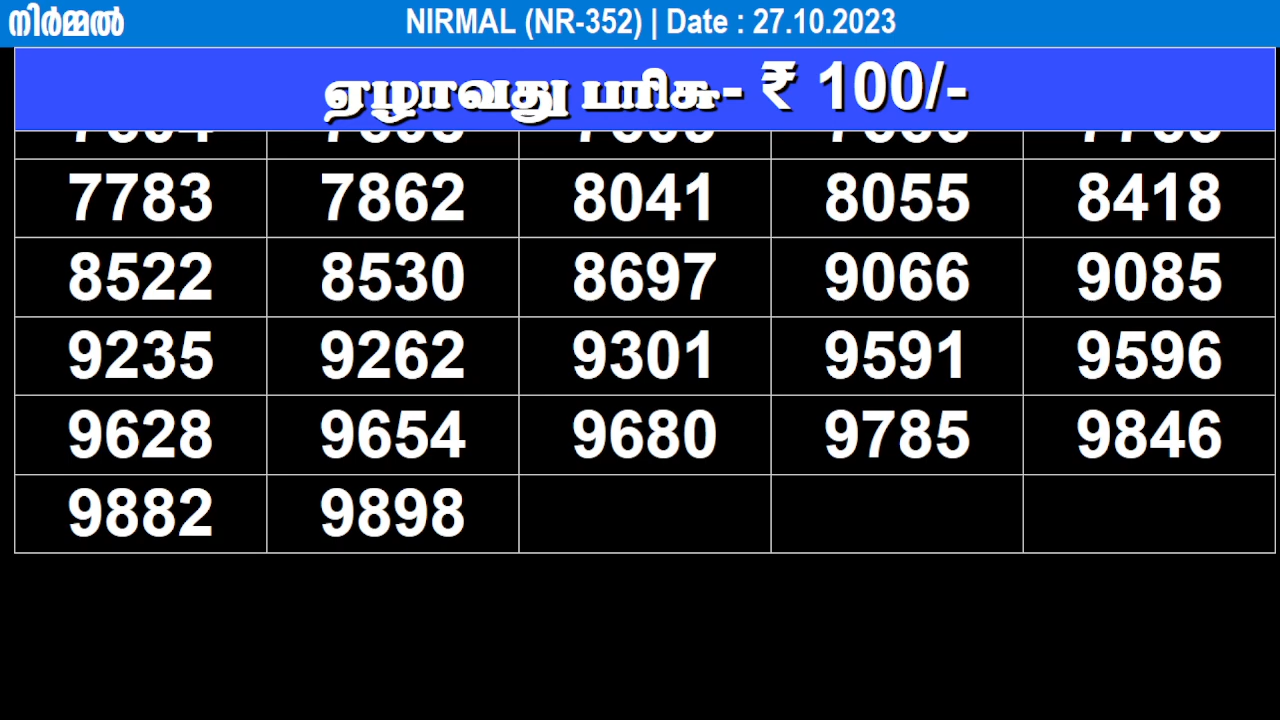 നിർമ്മൽ NIRMAL (NR-352) | Date : 27.10.2023
ஏழாவது பரிசு- ₹ 100/-
7783 7862 8041 8055 8418
8522 8530 8697 9066 9085
9235 9262 9301 9591 9596
9628 9654 9680 9785 9846
9882 9898